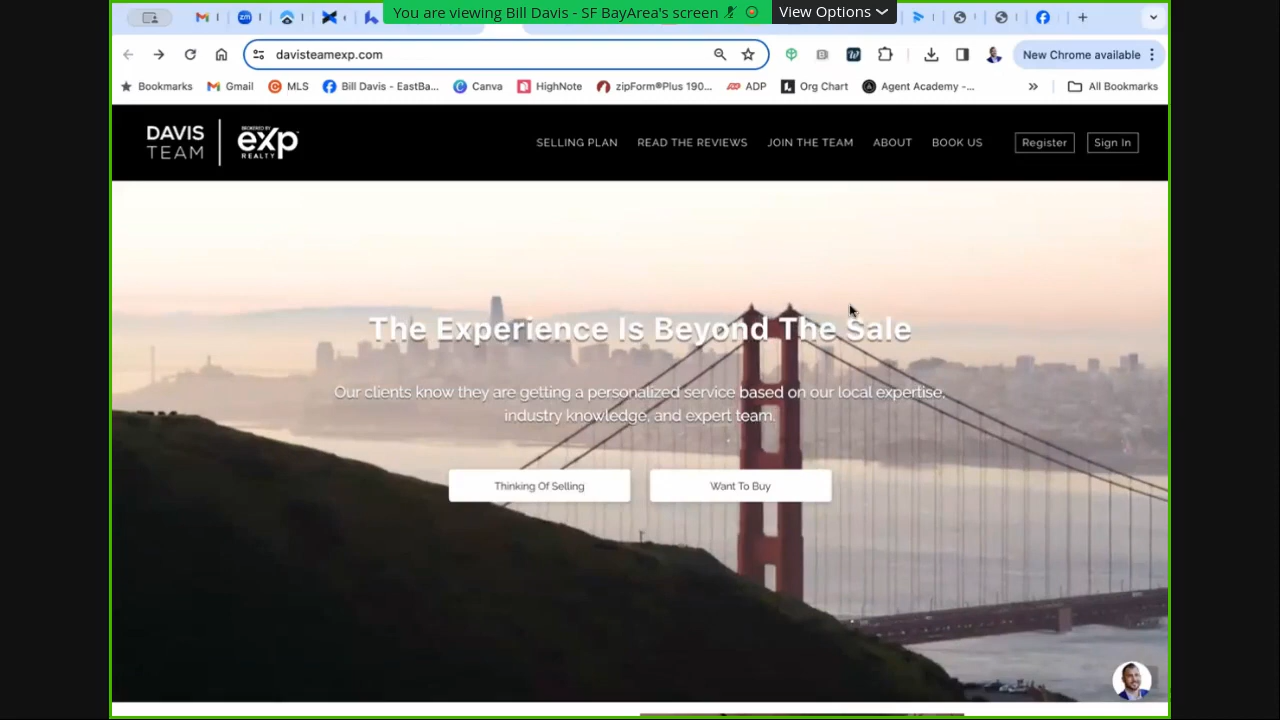 You are viewing Bill Davis - SF BayArea's screen
View Options
davisteamexp.com
New Chrome available
Bookmarks
Gmail
MLS
Bill Davis - EastBa...
Canva
HighNote
zipForm®Plus 190...
ADP
Org Chart
Agent Academy -...
»
All Bookmarks
DAVIS
TEAM
BROKERED BY
exp
REALTY
SELLING PLAN
READ THE REVIEWS
JOIN THE TEAM
ABOUT
BOOK US
Register
Sign In
The Experience Is Beyond The Sale
Our clients know they are getting a personalized service based on our local expertise,
industry knowledge, and expert team.
Thinking Of Selling
Want To Buy